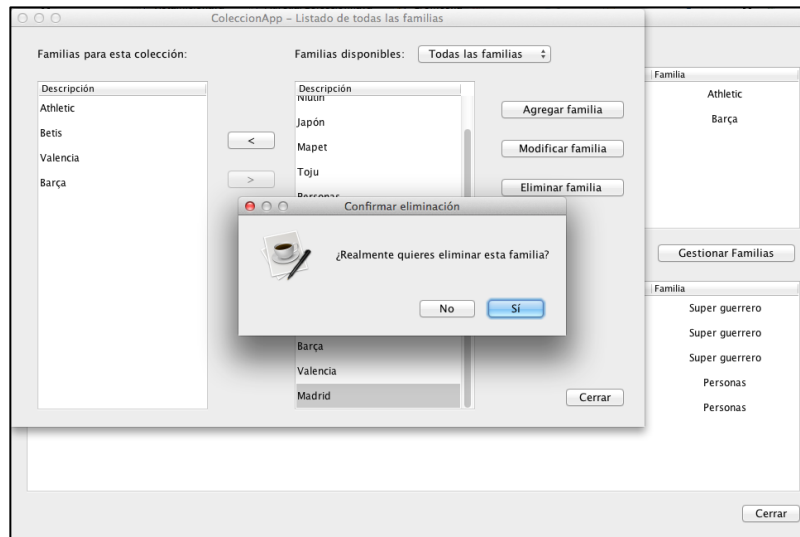 ColeccionApp – Listado de todas las familias
Familias para esta colección:
Familias disponibles:
Todas las familias
Descripción
Athletic
Betis
Valencia
Barça
<
>
Descripción
Japón
Mapet
Toju
Personas
Barça
Valencia
Madrid
Agregar familia
Modificar familia
Eliminar familia
Cerrar
Confirmar eliminación
¿Realmente quieres eliminar esta familia?
No
Sí
Familia
Athletic
Barça
Gestionar Familias
Familia
Super guerrero
Super guerrero
Super guerrero
Personas
Personas
Cerrar